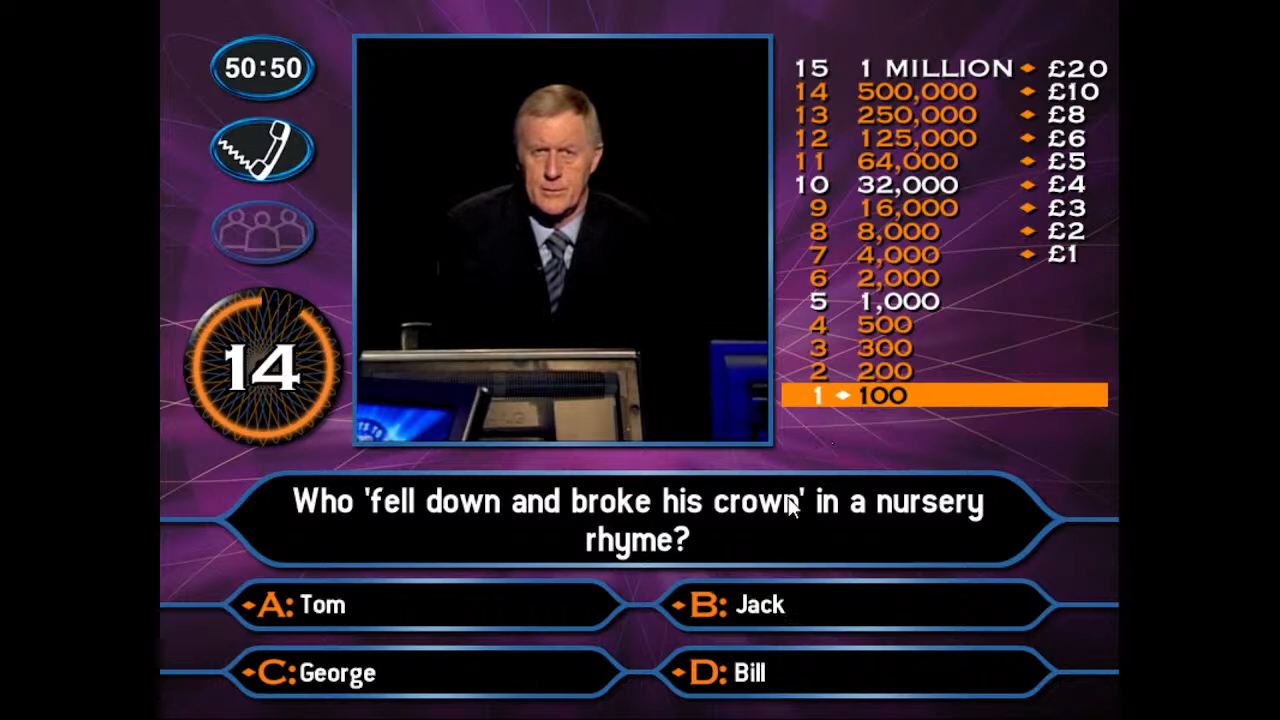 50:50
14
15 1 MILLION £20
14 500,000 £10
13 250,000 £8
12 125,000 £6
11 64,000 £5
10 32,000 £4
9 16,000 £3
8 8,000 £2
7 4,000 £1
6 2,000
5 1,000
4 500
3 300
2 200
1 100
Who 'fell down and broke his crown' in a nursery
rhyme?
A: Tom
B: Jack
C: George
D: Bill